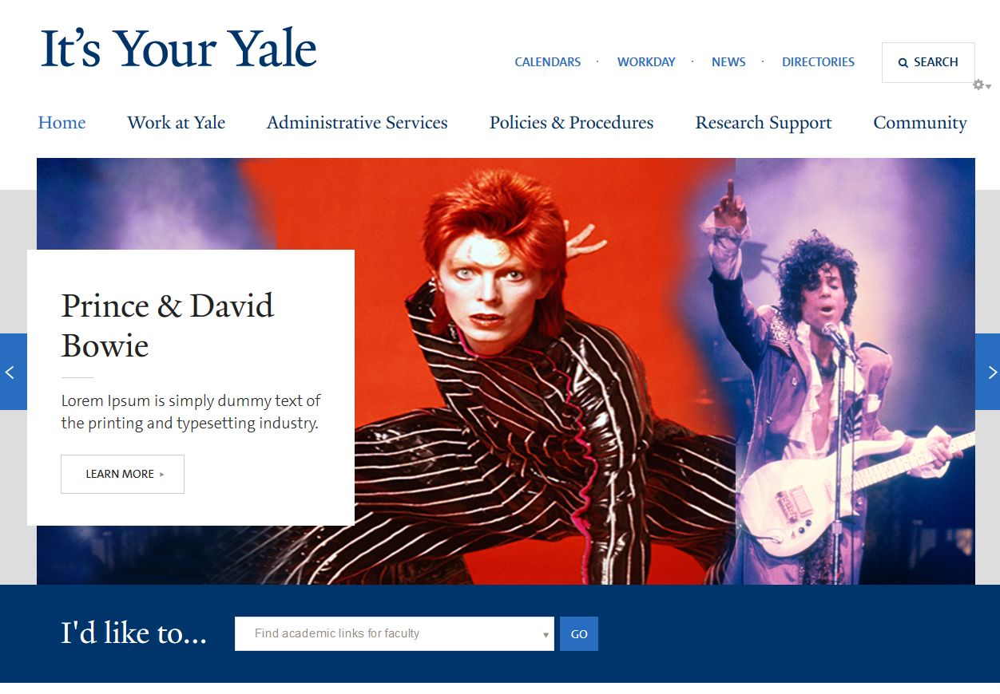 It's Your Yale
CALENDARS · WORKDAY · NEWS · DIRECTORIES
SEARCH
Home Work at Yale Administrative Services Policies & Procedures Research Support Community
Prince & David
Bowie
Lorem Ipsum is simply dummy text of
the printing and typesetting industry.
LEARN MORE
I'd like to...
Find academic links for faculty
GO